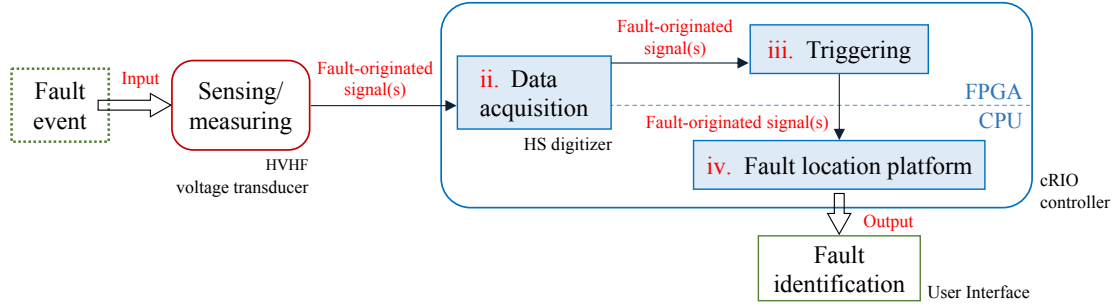 Fault
event
Input
Sensing/
measuring
HVHF
voltage transducer
Fault-originated
signal(s)
ii. Data
acquisition
HS digitizer
Fault-originated
signal(s)
iii. Triggering
FPGA
CPU
Fault-originated signal(s)
iv. Fault location platform
cRIO
controller
Output
Fault
identification
User Interface